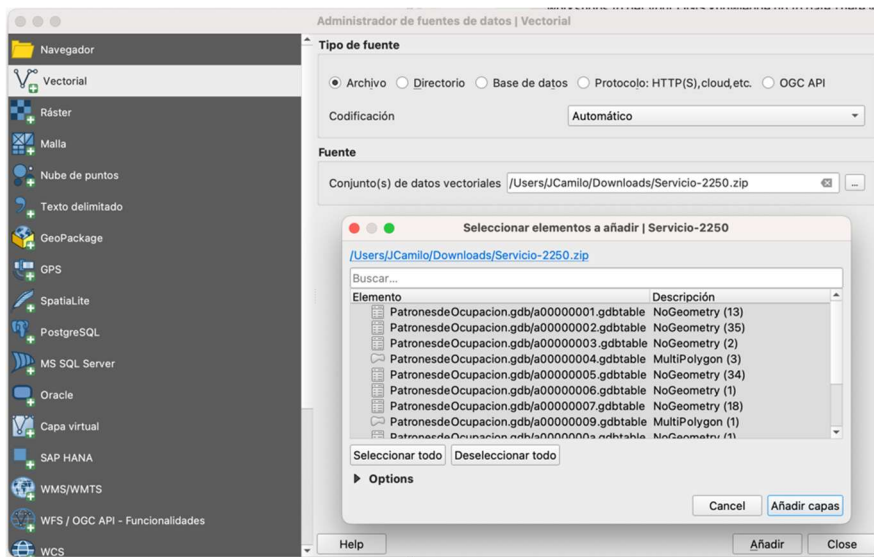 Administrador de fuentes de datos | Vectorial
Navegador
Vectorial
Ráster
Malla
Nube de puntos
Texto delimitado
GeoPackage
GPS
SpatiaLite
PostgreSQL
MS SQL Server
Oracle
Capa virtual
SAP HANA
WMS/WMTS
WFS / OGC API - Funcionalidades
WCS
Tipo de fuente
Archivo Directorio Base de datos Protocolo: HTTP(S),cloud,etc. OGC API
Codificación Automático
Fuente
Conjunto(s) de datos vectoriales /Users/JCamilo/Downloads/Servicio-2250.zip ...
Seleccionar elementos a añadir | Servicio-2250
/Users/JCamilo/Downloads/Servicio-2250.zip
Buscar...
Elemento Descripción
PatronesdeOcupacion.gdb/a00000001.gdbtable NoGeometry (13)
PatronesdeOcupacion.gdb/a00000002.gdbtable NoGeometry (35)
PatronesdeOcupacion.gdb/a00000003.gdbtable NoGeometry (2)
PatronesdeOcupacion.gdb/a00000004.gdbtable MultiPolygon (3)
PatronesdeOcupacion.gdb/a00000005.gdbtable NoGeometry (34)
PatronesdeOcupacion.gdb/a00000006.gdbtable NoGeometry (1)
PatronesdeOcupacion.gdb/a00000007.gdbtable NoGeometry (18)
PatronesdeOcupacion.gdb/a00000009.gdbtable MultiPolygon (1)
PatronesdeOcupacion.gdb/a0000000a.gdbtable NoGeometry (1)
Seleccionar todo Deseleccionar todo
Options
Cancel Añadir capas
Help Añadir Close